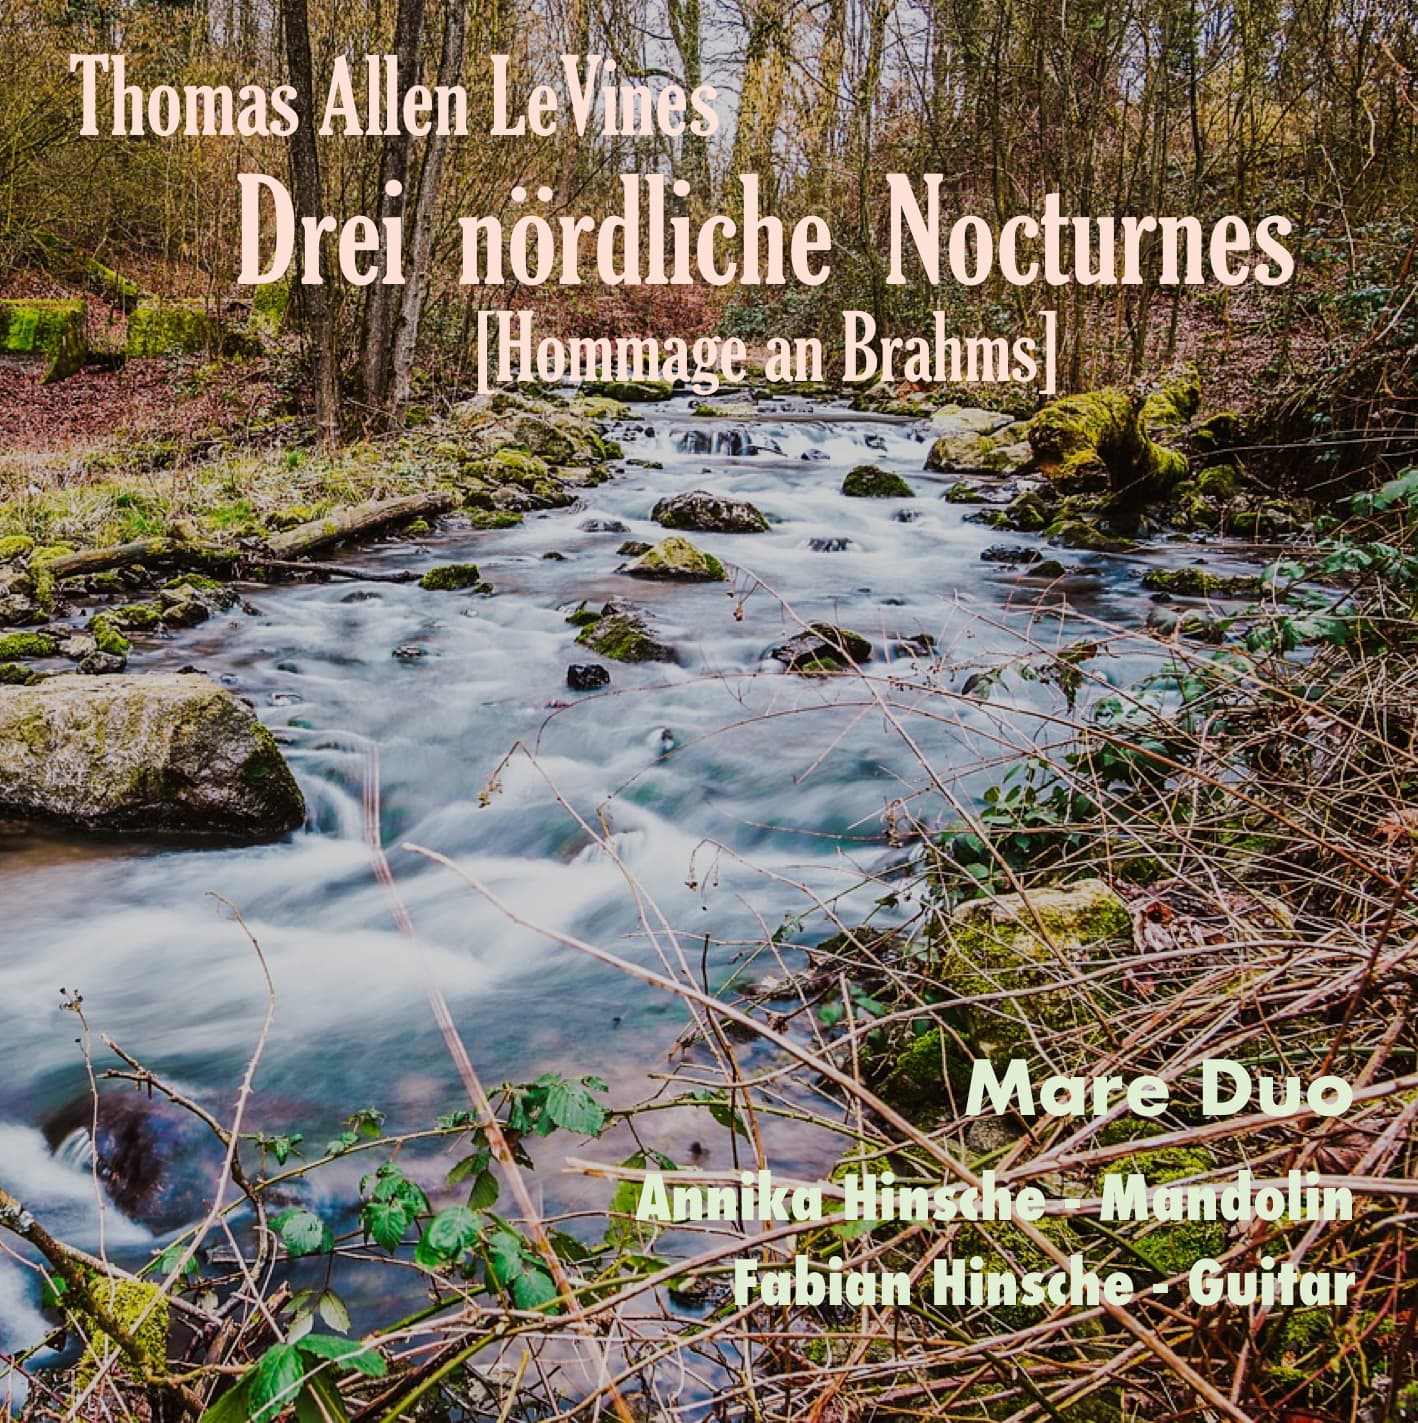 Thomas Allen LeVines
Drei nördliche Nocturnes
[Hommage an Brahms]
Mare Duo
Annika Hinsche - Mandolin
Fabian Hinsche - Guitar